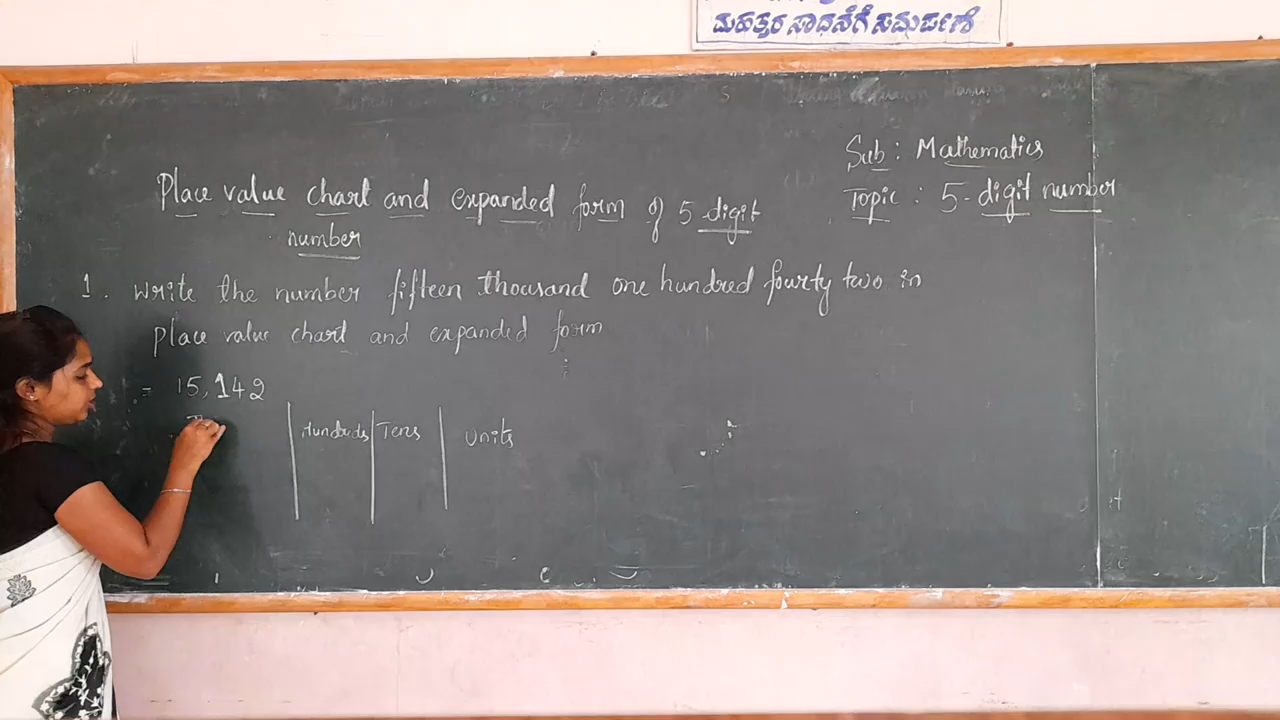 ಮಹತ್ತರ ಸಾಧನೆಗೆ ಸಮರ್ಪಣೆ
Sub : Mathematics
Topic : 5-digit number
Place value chart and expanded form of 5 digit
number
1. Write the number fifteen thousand one hundred fourty two in
Place value chart and expanded form
= 15,142
Hundreds Tens Units